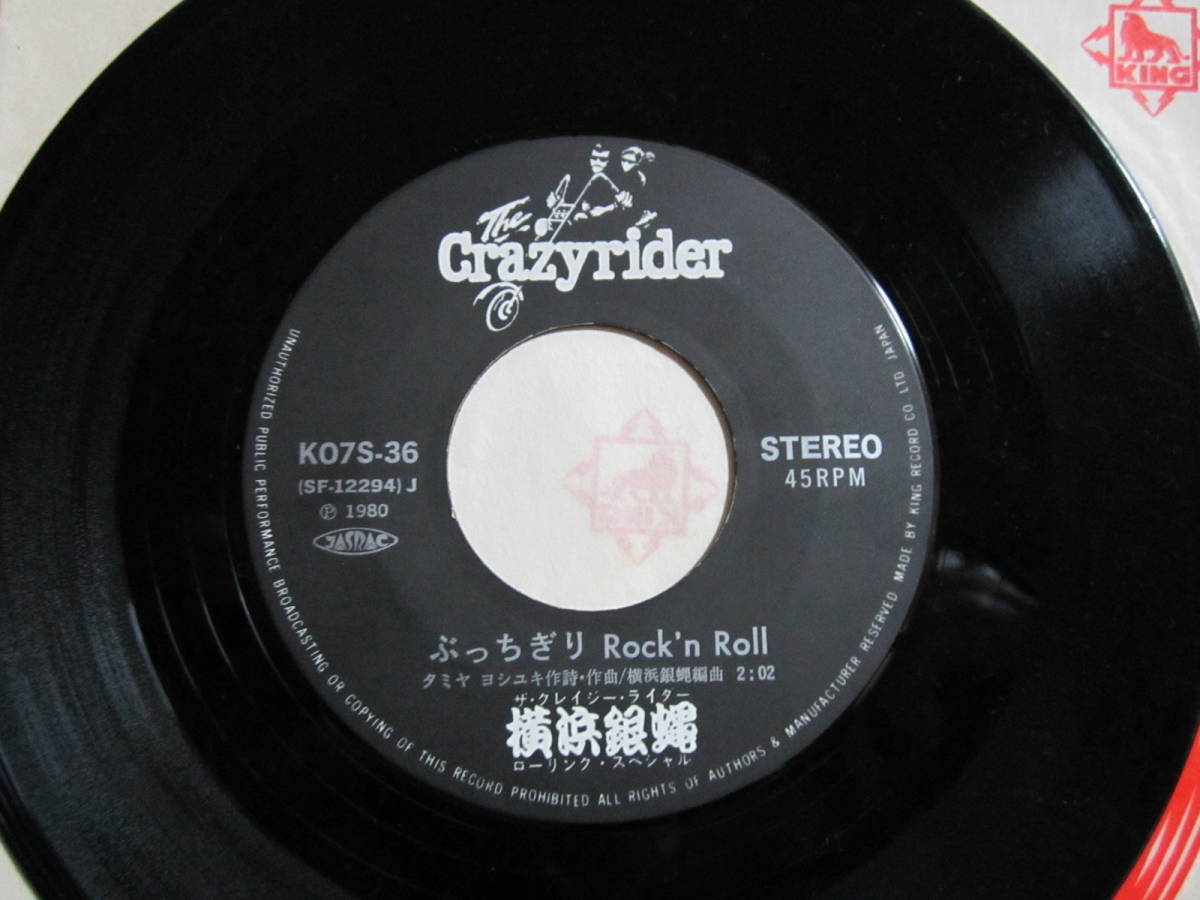 KING
The
Crazyrider
K07S-36
(SF-12294) J
Ⓟ 1980
JASRAC
STEREO
45RPM
ぶっちぎり Rock'n Roll
タミヤ ヨシユキ作詩・作曲/横浜銀蝿編曲 2:02
ザ・クレイジー・ライダー
横浜銀蝿
ローリング・スペシャル
UNAUTHORIZED PUBLIC PERFORMANCE BROADCASTING OR COPYING OF THIS RECORD PROHIBITED ALL RIGHTS OF AUTHORS & MANUFACTURER RESERVED MADE BY KING RECORD CO LTD JAPAN